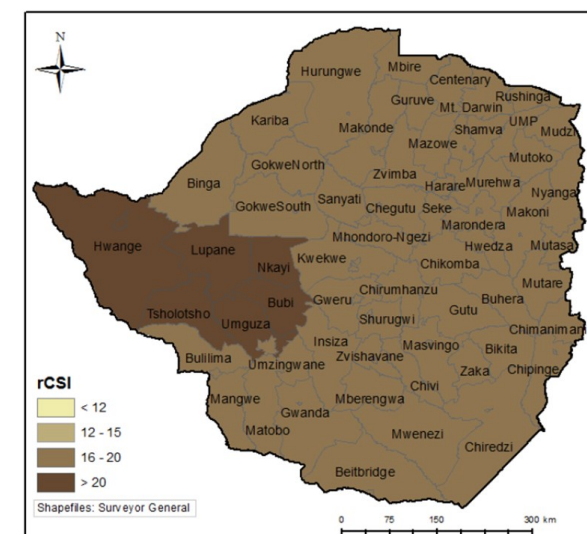 N
Mbire
Hurungwe
Centenary
Rushinga
Guruve
Mt. Darwin
UMP
Kariba
Makonde
Shamva
Mudzi
Mazowe
Mutoko
GokweNorth
Zvimba
Binga
Harare
Murehwa
Nyanga
Sanyati
GokweSouth
Chegutu
Seke
Makoni
Marondera
Hwange
Lupane
Mhondoro-Ngezi
Hwedza
Mutasa
Kwekwe
Nkayi
Chikomba
Mutare
Chirumhanzu
Buhera
Bubi
Gweru
Gutu
Tsholotsho
Umguza
Shurugwi
Chimaniman
Insiza
Masvingo
Bikita
Bulilima
Zvishavane
Umzingwane
Zaka
Chipinge
rCSI
Chivi
Mangwe
Mberengwa
< 12
Gwanda
12 - 15
Matobo
Mwenezi
16 - 20
Chiredzi
Beitbridge
> 20
Shapefiles: Surveyor General
0 75 150 300 km